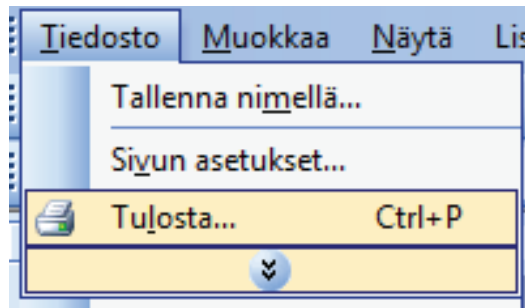 Tiedosto Muokkaa Näytä Lis
Tallenna nimellä...
Sivun asetukset...
Tulosta... Ctrl+P